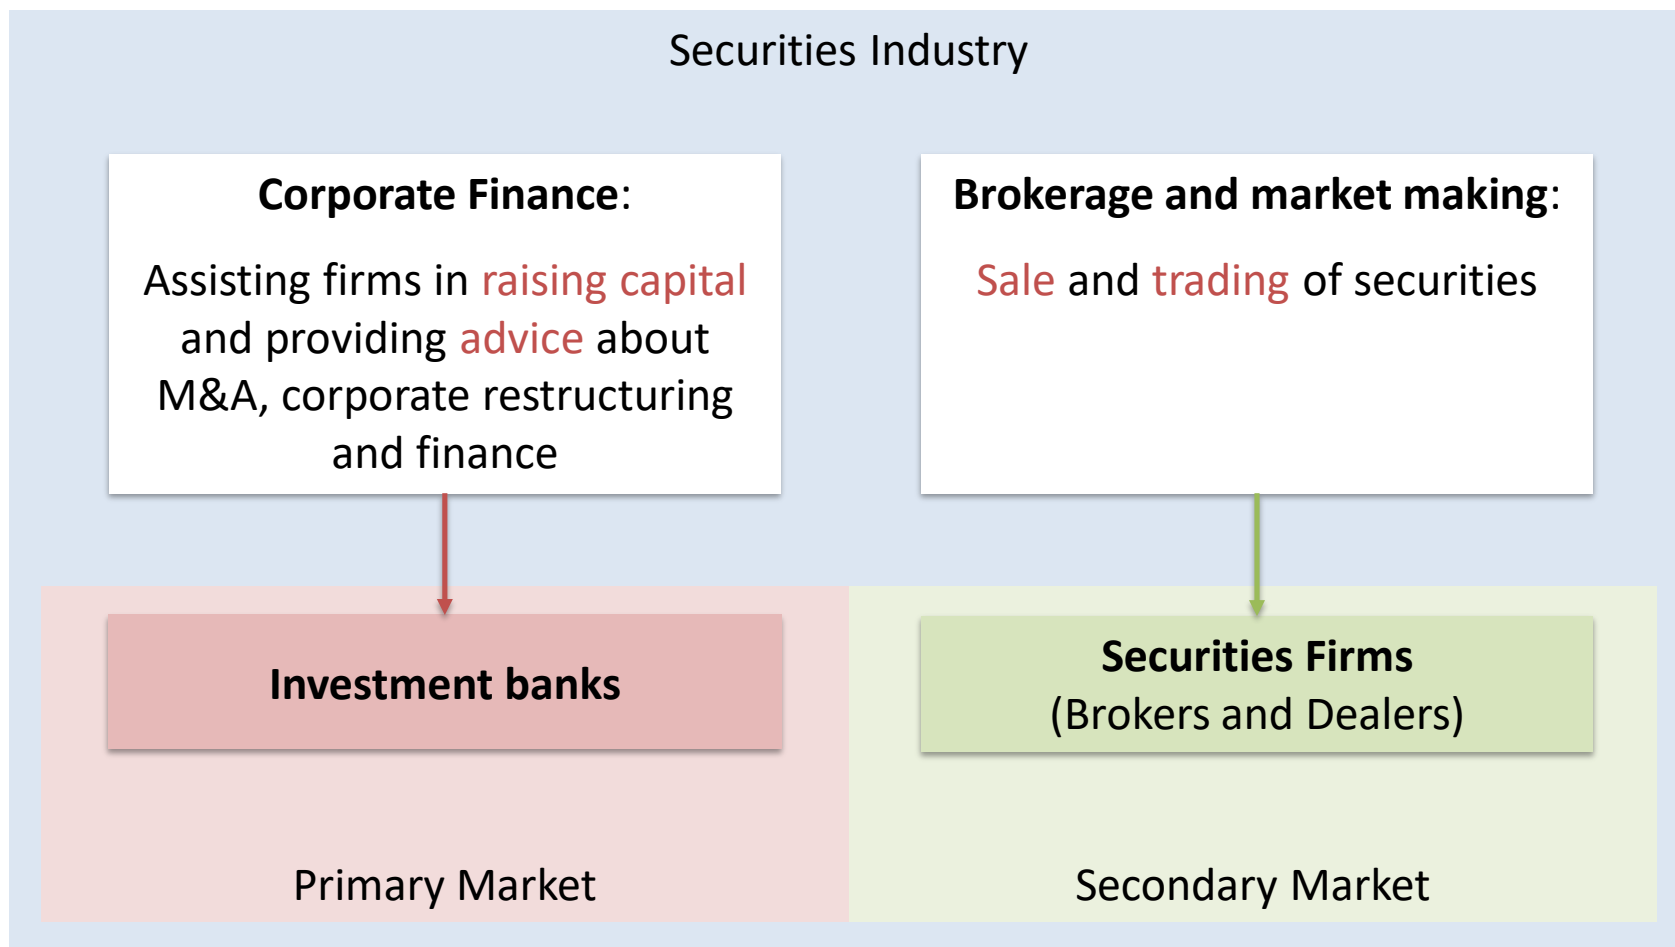 Securities Industry
Corporate Finance:
Assisting firms in raising capital
and providing advice about
M&A, corporate restructuring
and finance
Brokerage and market making:
Sale and trading of securities
Investment banks
Securities Firms
(Brokers and Dealers)
Primary Market
Secondary Market